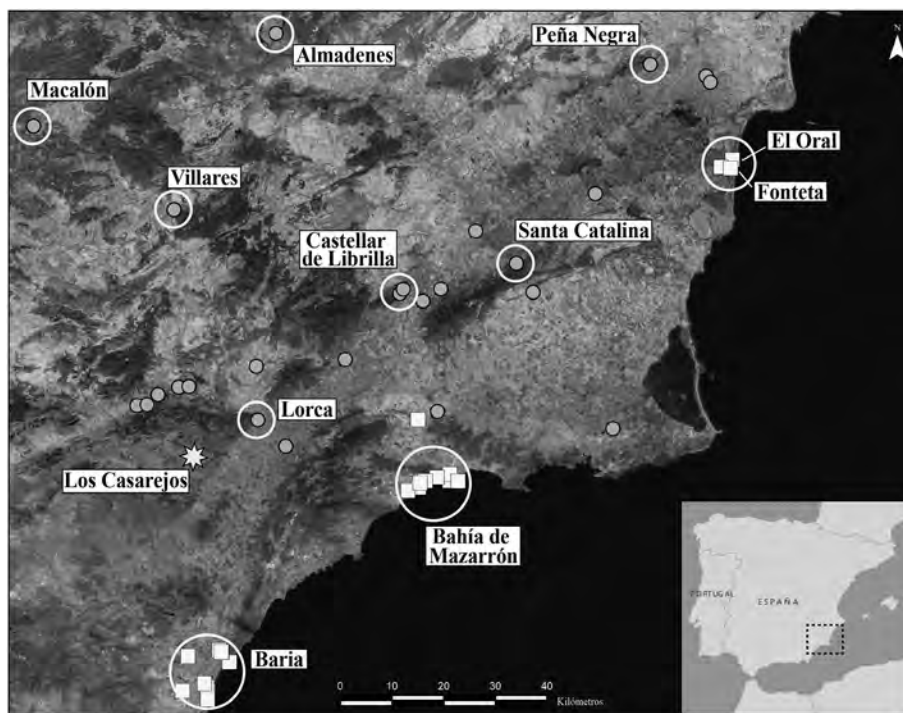 N
Almadenes
Peña Negra
Macalón
El Oral
Fonteta
Villares
Santa Catalina
Castellar
de Librilla
Lorca
Los Casarejos
Bahía de
Mazarrón
Baria
0 10 20 30 40
Kilómetros
PORTUGAL
ESPAÑA